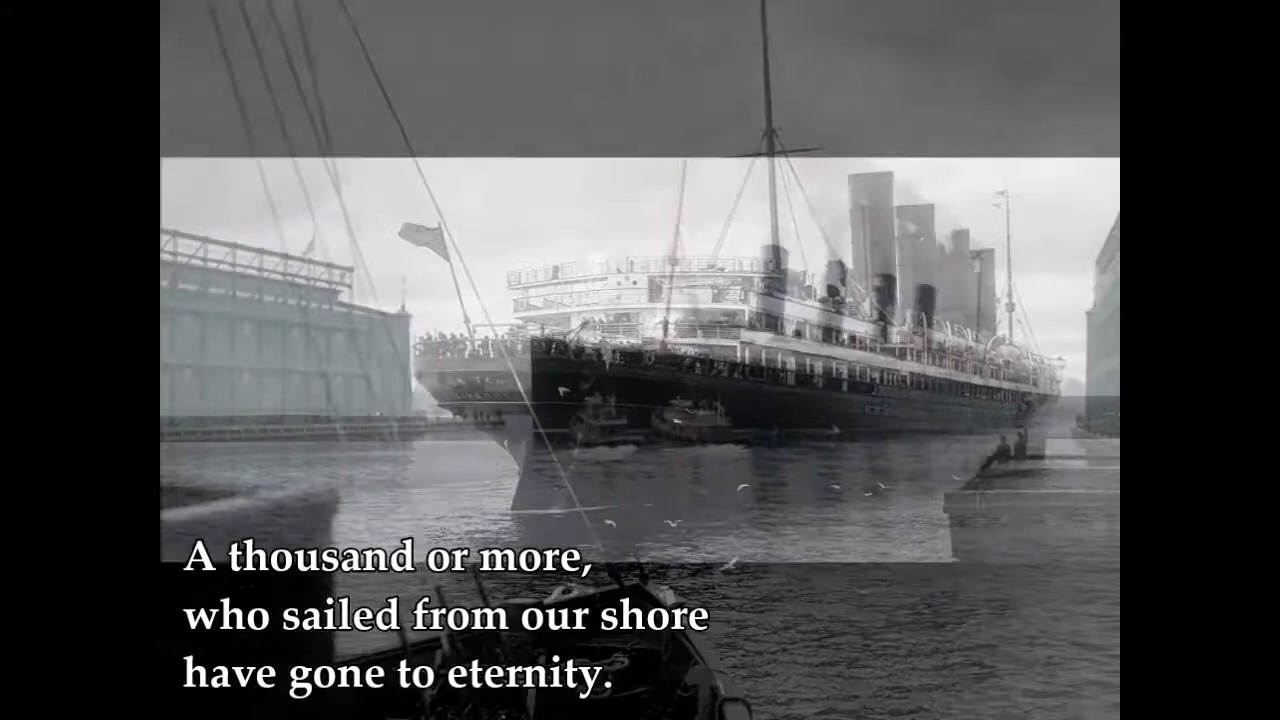 A thousand or more,
who sailed from our shore
have gone to eternity.